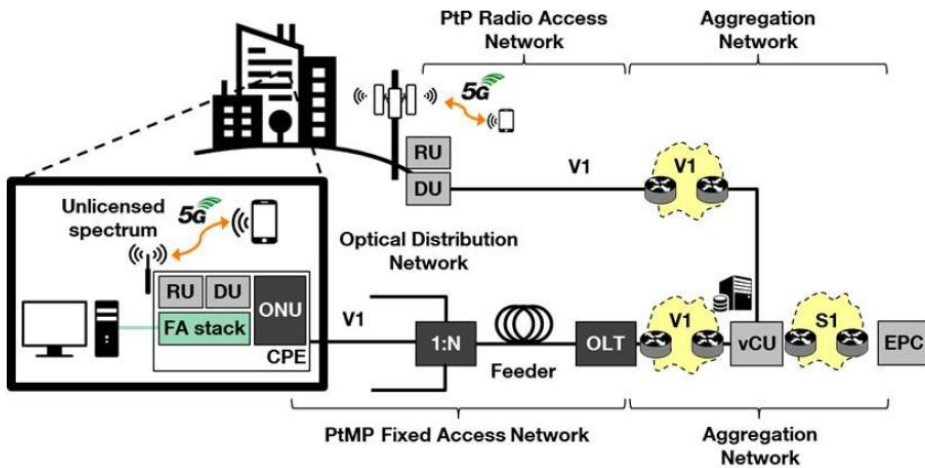 PtP Radio Access
Network
Aggregation
Network
5G
RU
DU
V1
V1
Unlicensed
spectrum
5G
Optical Distribution
Network
RU
DU
ONU
FA stack
CPE
V1
1:N
Feeder
OLT
V1
vCU
S1
EPC
PtMP Fixed Access Network
Aggregation
Network